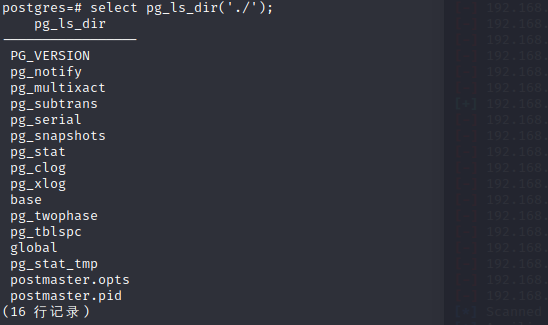 postgres=# select pg_ls_dir('./');
pg_ls_dir
PG_VERSION
pg_notify
pg_multixact
pg_subtrans
pg_serial
pg_snapshots
pg_stat
pg_clog
pg_xlog
base
pg_twophase
pg_tblspc
global
pg_stat_tmp
postmaster.opts
postmaster.pid
(16 行记录)